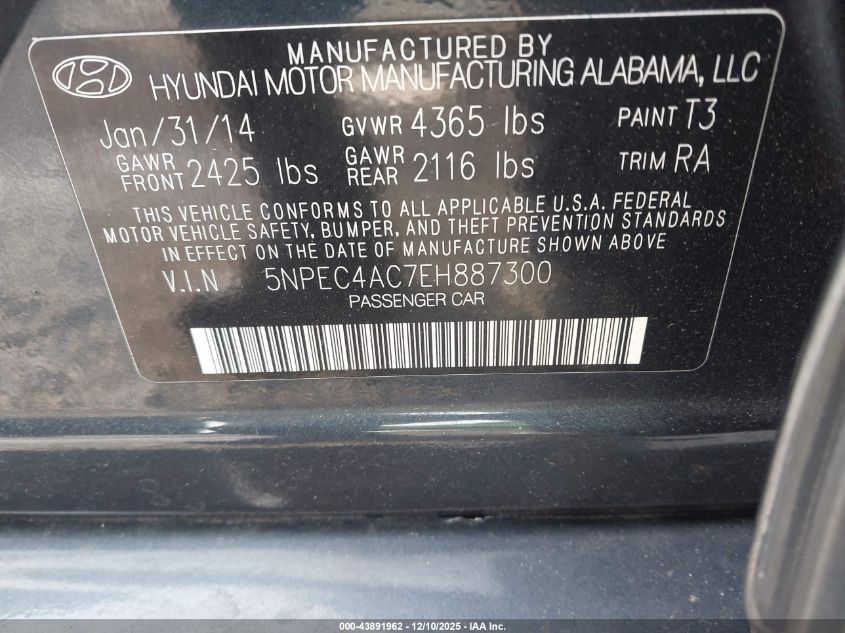 MANUFACTURED BY
HYUNDAI MOTOR MANUFACTURING ALABAMA, LLC
Jan/31/14 GVWR 4365 lbs PAINT T3
GAWR FRONT 2425 lbs GAWR REAR 2116 lbs TRIM RA
THIS VEHICLE CONFORMS TO ALL APPLICABLE U.S.A. FEDERAL
MOTOR VEHICLE SAFETY, BUMPER, AND THEFT PREVENTION STANDARDS
IN EFFECT ON THE DATE OF MANUFACTURE SHOWN ABOVE
V.I.N 5NPEC4AC7EH887300
PASSENGER CAR
000-43891962 - 12/10/2025 - IAA Inc.